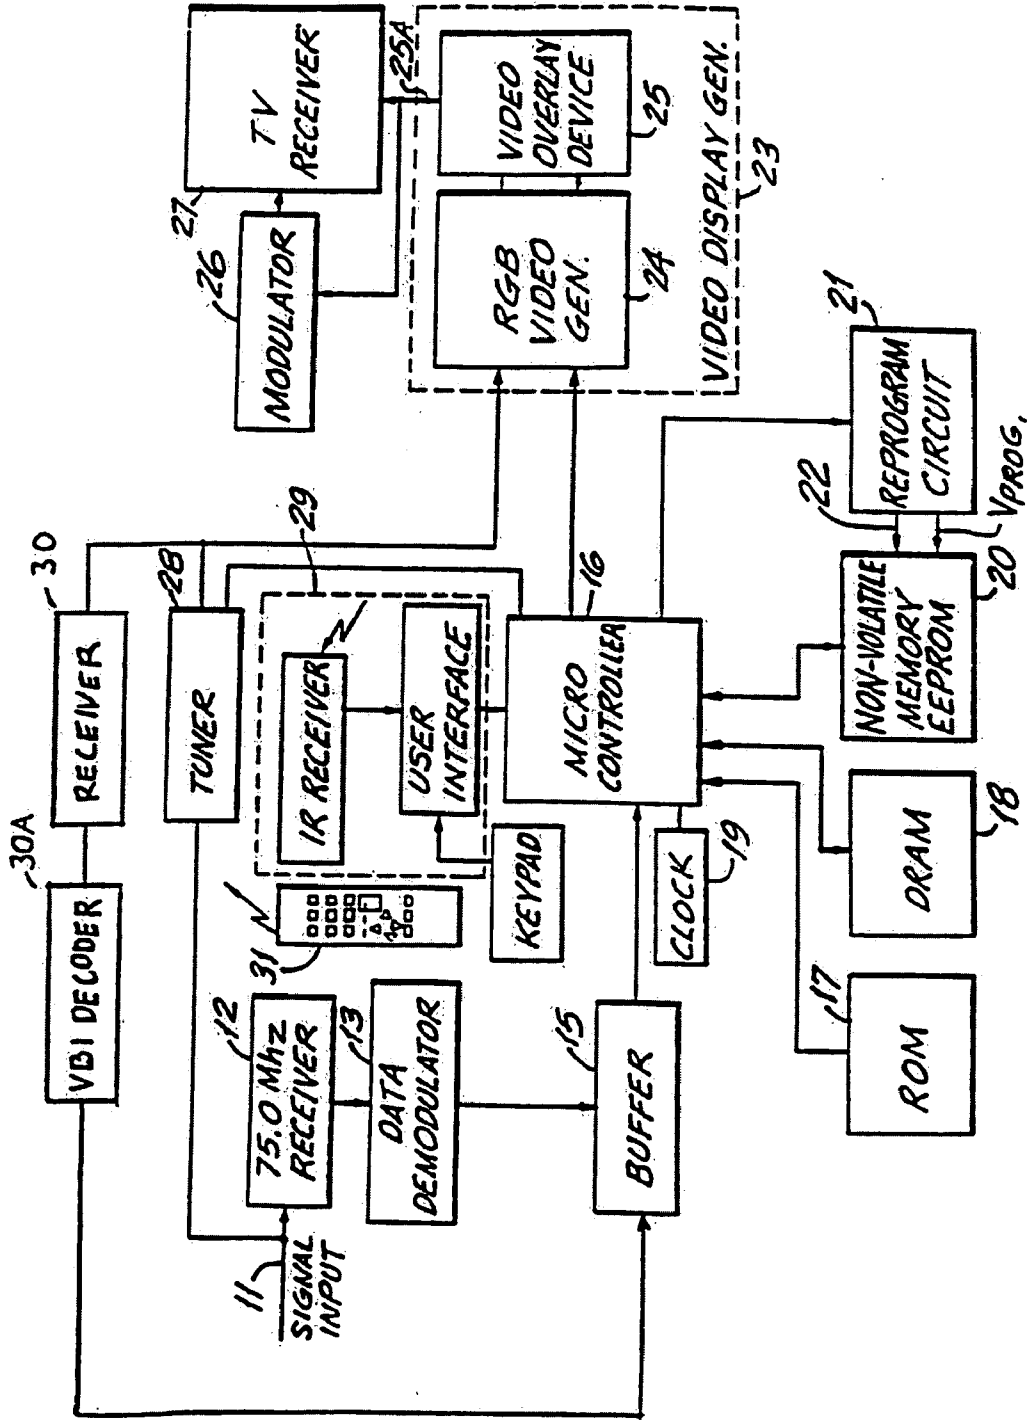 30A
VBI DECODER
30
RECEIVER
28
TUNER
11
SIGNAL
INPUT
12
75.0 Mhz
RECEIVER
13
DATA
DEMODULATOR
15
BUFFER
31
29
IR RECEIVER
USER
INTERFACE
KEYPAD
16
MICRO
CONTROLLER
CLOCK
19
17
ROM
DRAM
18
NON-VOLATILE
MEMORY
EEPROM
20
22
VPROG.
21
REPROGRAM
CIRCUIT
26
MODULATOR
27
TV
RECEIVER
25A
RGB
VIDEO
GEN.
24
VIDEO
OVERLAY
DEVICE
25
VIDEO DISPLAY GEN.
23